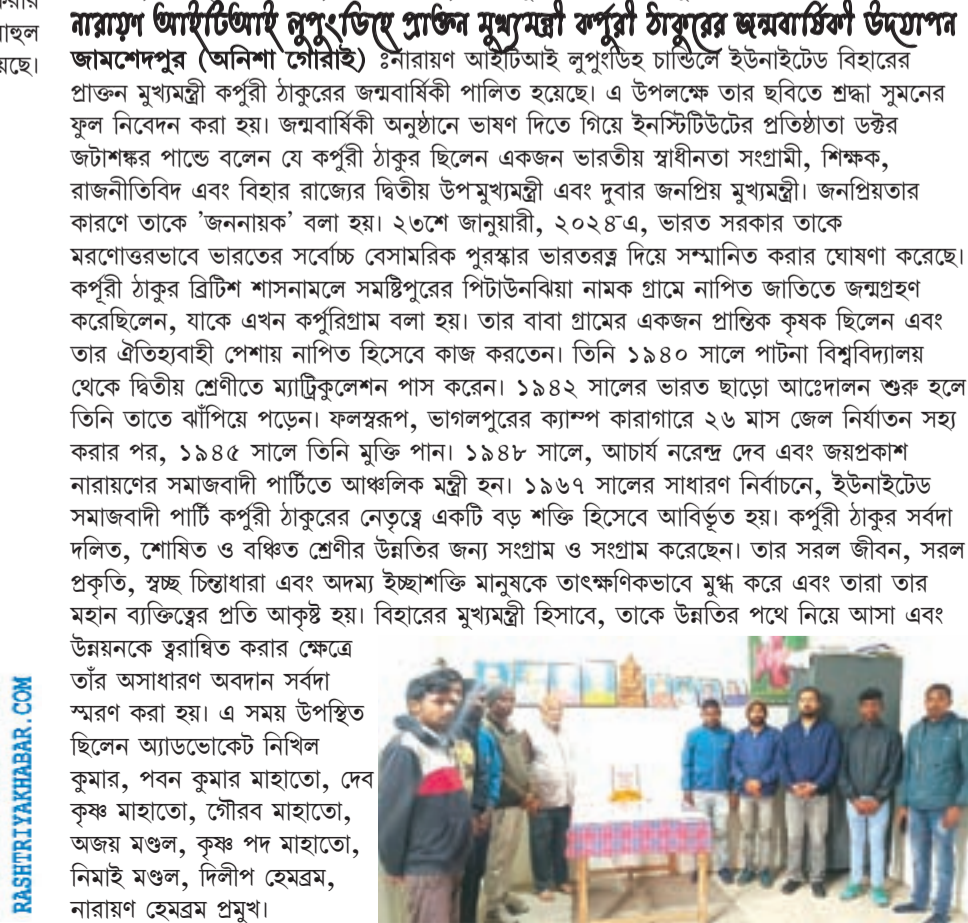 করার
রাহুল
য়েছে।
নারায়ণ আইটিআই লুপুংডিহে প্রাক্তন মুখ্যমন্ত্রী কর্পুরী ঠাকুরের জন্মবার্ষিকী উদযাপন
জামশেদপুর (অনিশা গৌরাই) ঃনারায়ণ আইটিআই লুপুংডিহ চান্ডিলে ইউনাইটেড বিহারের
প্রাক্তন মুখ্যমন্ত্রী কর্পুরী ঠাকুরের জন্মবার্ষিকী পালিত হয়েছে। এ উপলক্ষে তার ছবিতে শ্রদ্ধা সুমনের
ফুল নিবেদন করা হয়। জন্মবার্ষিকী অনুষ্ঠানে ভাষণ দিতে গিয়ে ইনস্টিটিউটের প্রতিষ্ঠাতা ডক্টর
জটাশঙ্কর পান্ডে বলেন যে কর্পুরী ঠাকুর ছিলেন একজন ভারতীয় স্বাধীনতা সংগ্রামী, শিক্ষক,
রাজনীতিবিদ এবং বিহার রাজ্যের দ্বিতীয় উপমুখ্যমন্ত্রী এবং দুবার জনপ্রিয় মুখ্যমন্ত্রী। জনপ্রিয়তার
কারণে তাকে 'জননায়ক' বলা হয়। ২৩শে জানুয়ারী, ২০২৪এ, ভারত সরকার তাকে
মরণোত্তরভাবে ভারতের সর্বোচ্চ বেসামরিক পুরস্কার ভারতরত্ন দিয়ে সম্মানিত করার ঘোষণা করেছে।
কর্পূরী ঠাকুর ব্রিটিশ শাসনামলে সমষ্টিপুরের পিটাউনঝিয়া নামক গ্রামে নাপিত জাতিতে জন্মগ্রহণ
করেছিলেন, যাকে এখন কর্পুরিগ্রাম বলা হয়। তার বাবা গ্রামের একজন প্রান্তিক কৃষক ছিলেন এবং
তার ঐতিহ্যবাহী পেশায় নাপিত হিসেবে কাজ করতেন। তিনি ১৯৪০ সালে পাটনা বিশ্ববিদ্যালয়
থেকে দ্বিতীয় শ্রেণীতে ম্যাট্রিকুলেশন পাস করেন। ১৯৪২ সালের ভারত ছাড়ো আঃেদালন শুরু হলে
তিনি তাতে ঝাঁপিয়ে পড়েন। ফলস্বরূপ, ভাগলপুরের ক্যাম্প কারাগারে ২৬ মাস জেল নির্যাতন সহ্য
করার পর, ১৯৪৫ সালে তিনি মুক্তি পান। ১৯৪৮ সালে, আচার্য নরেন্দ্র দেব এবং জয়প্রকাশ
নারায়ণের সমাজবাদী পার্টিতে আঞ্চলিক মন্ত্রী হন। ১৯৬৭ সালের সাধারণ নির্বাচনে, ইউনাইটেড
সমাজবাদী পার্টি কর্পুরী ঠাকুরের নেতৃত্বে একটি বড় শক্তি হিসেবে আবির্ভূত হয়। কর্পুরী ঠাকুর সর্বদা
দলিত, শোষিত ও বঞ্চিত শ্রেণীর উন্নতির জন্য সংগ্রাম ও সংগ্রাম করেছেন। তার সরল জীবন, সরল
প্রকৃতি, স্বচ্ছ চিন্তাধারা এবং অদম্য ইচ্ছাশক্তি মানুষকে তাৎক্ষণিকভাবে মুগ্ধ করে এবং তারা তার
মহান ব্যক্তিত্বের প্রতি আকৃষ্ট হয়। বিহারের মুখ্যমন্ত্রী হিসাবে, তাকে উন্নতির পথে নিয়ে আসা এবং
উন্নয়নকে ত্বরান্বিত করার ক্ষেত্রে
তাঁর অসাধারণ অবদান সর্বদা
স্মরণ করা হয়। এ সময় উপস্থিত
ছিলেন অ্যাডভোকেট নিখিল
কুমার, পবন কুমার মাহাতো, দেব
কৃষ্ণ মাহাতো, গৌরব মাহাতো,
অজয় মণ্ডল, কৃষ্ণ পদ মাহাতো,
নিমাই মণ্ডল, দিলীপ হেমব্রম,
নারায়ণ হেমব্রম প্রমুখ।
RASHTRIYAKHABAR.COM